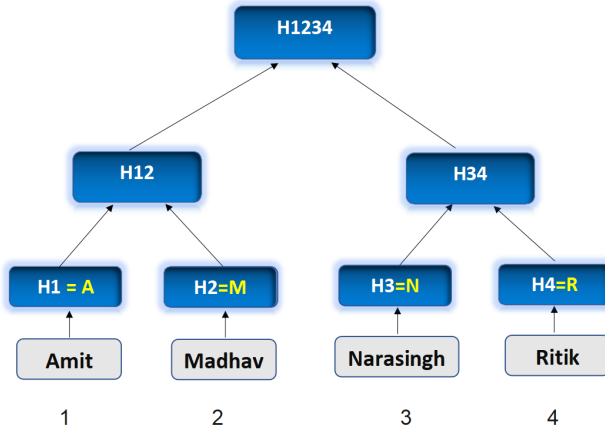 H1234
H12 H34
H1 = A H2=M H3=N H4=R
Amit Madhav Narasingh Ritik
1 2 3 4